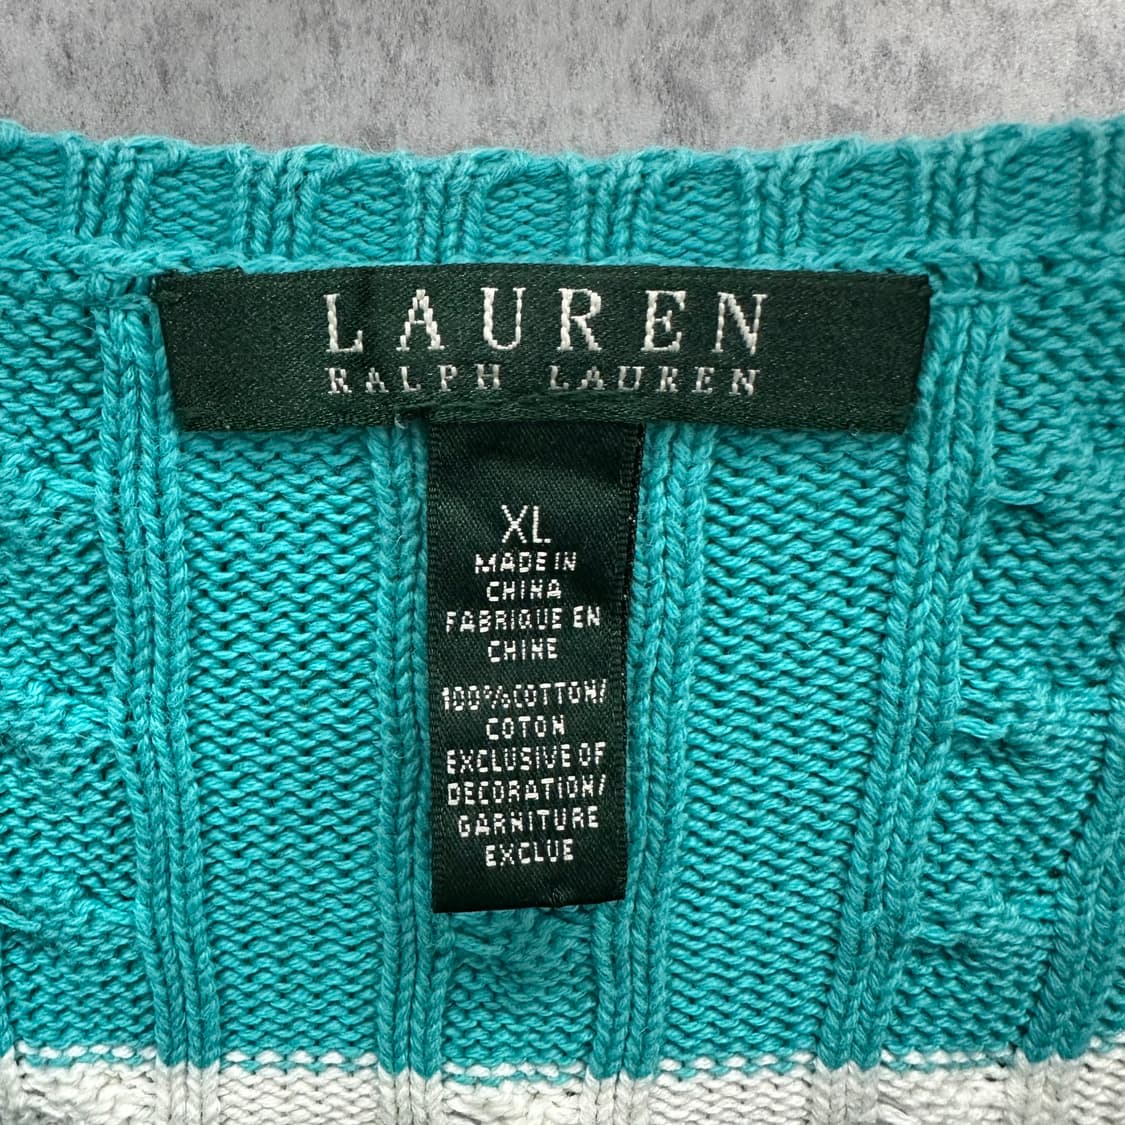 LAUREN
RALPH LAUREN
XL
MADE IN
CHINA
FABRIQUE EN
CHINE
100%COTTON/
COTON
EXCLUSIVE OF
DECORATION/
GARNITURE
EXCLUE